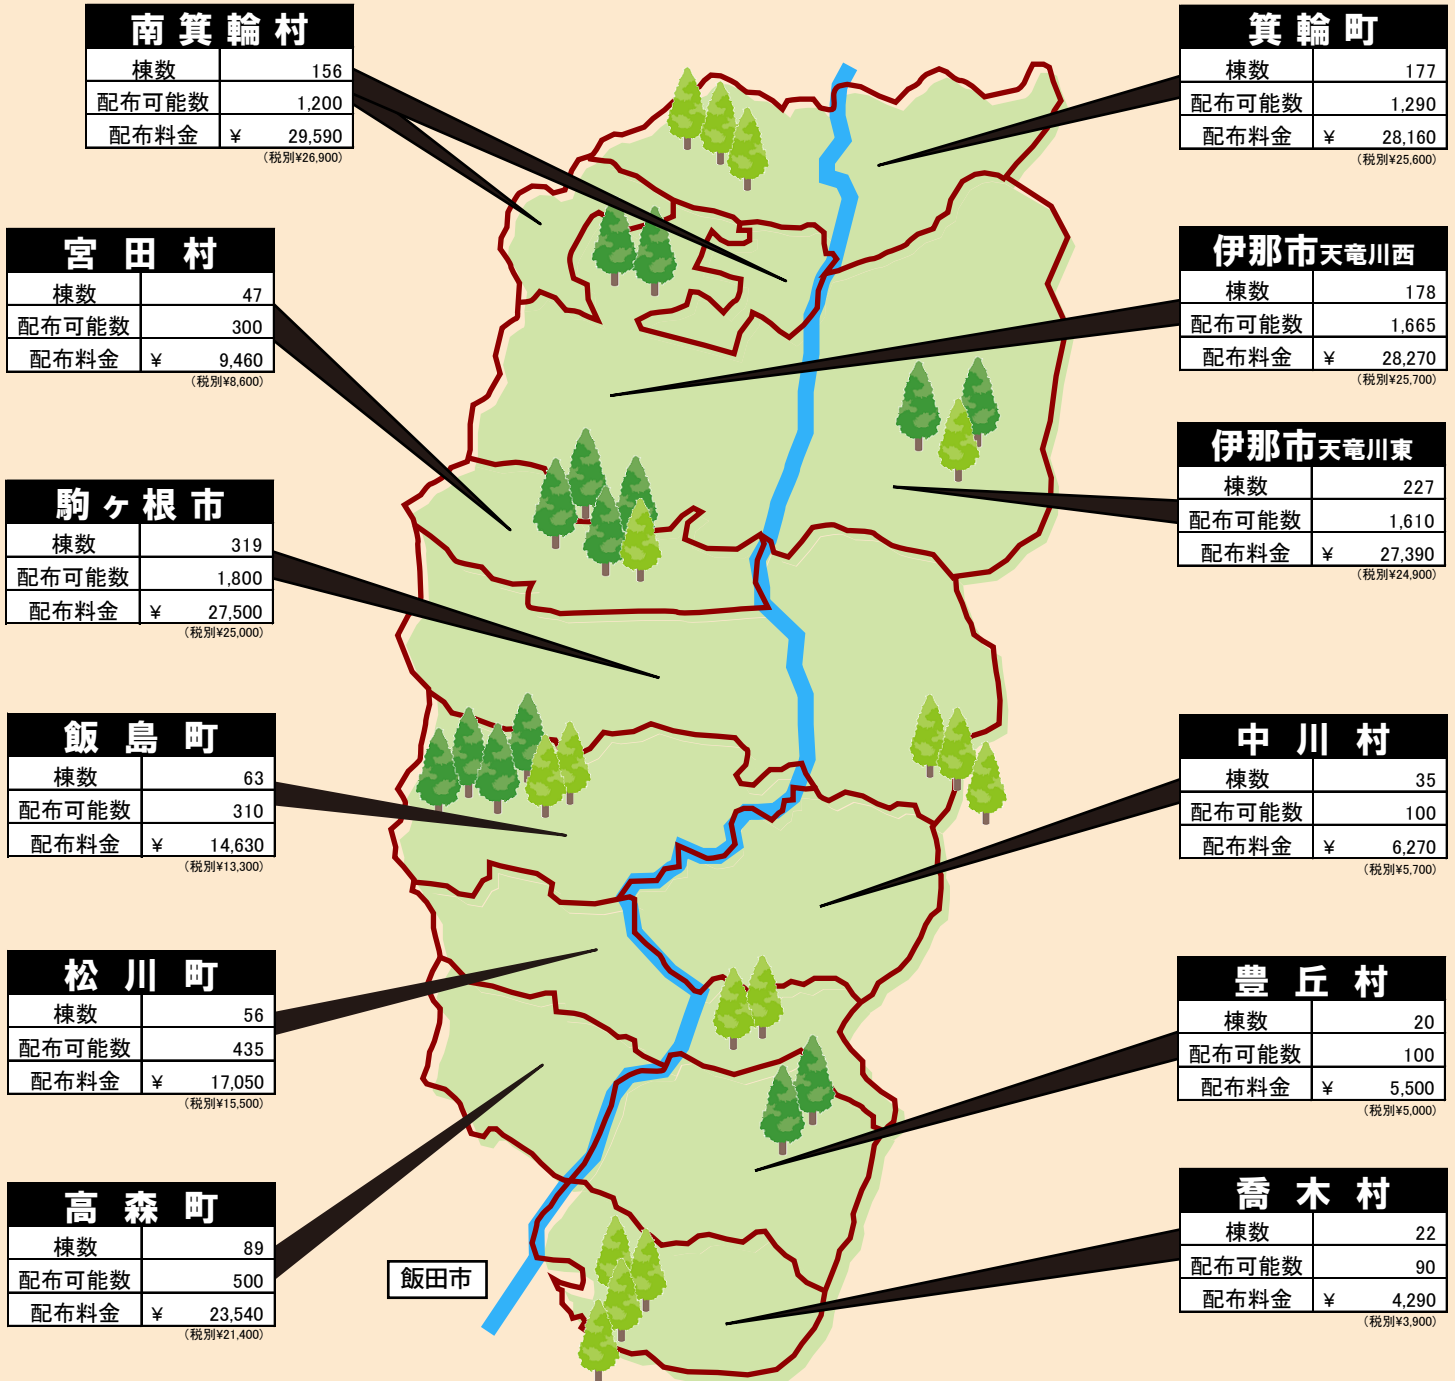 南箕輪村
棟数 156
配布可能数 1,200
配布料金 ¥ 29,590
(税別¥26,900)
宮田村
棟数 47
配布可能数 300
配布料金 ¥ 9,460
(税別¥8,600)
駒ヶ根市
棟数 319
配布可能数 1,800
配布料金 ¥ 27,500
(税別¥25,000)
飯島町
棟数 63
配布可能数 310
配布料金 ¥ 14,630
(税別¥13,300)
松川町
棟数 56
配布可能数 435
配布料金 ¥ 17,050
(税別¥15,500)
高森町
棟数 89
配布可能数 500
配布料金 ¥ 23,540
(税別¥21,400)
飯田市
箕輪町
棟数 177
配布可能数 1,290
配布料金 ¥ 28,160
(税別¥25,600)
伊那市天竜川西
棟数 178
配布可能数 1,665
配布料金 ¥ 28,270
(税別¥25,700)
伊那市天竜川東
棟数 227
配布可能数 1,610
配布料金 ¥ 27,390
(税別¥24,900)
中川村
棟数 35
配布可能数 100
配布料金 ¥ 6,270
(税別¥5,700)
豊丘村
棟数 20
配布可能数 100
配布料金 ¥ 5,500
(税別¥5,000)
喬木村
棟数 22
配布可能数 90
配布料金 ¥ 4,290
(税別¥3,900)